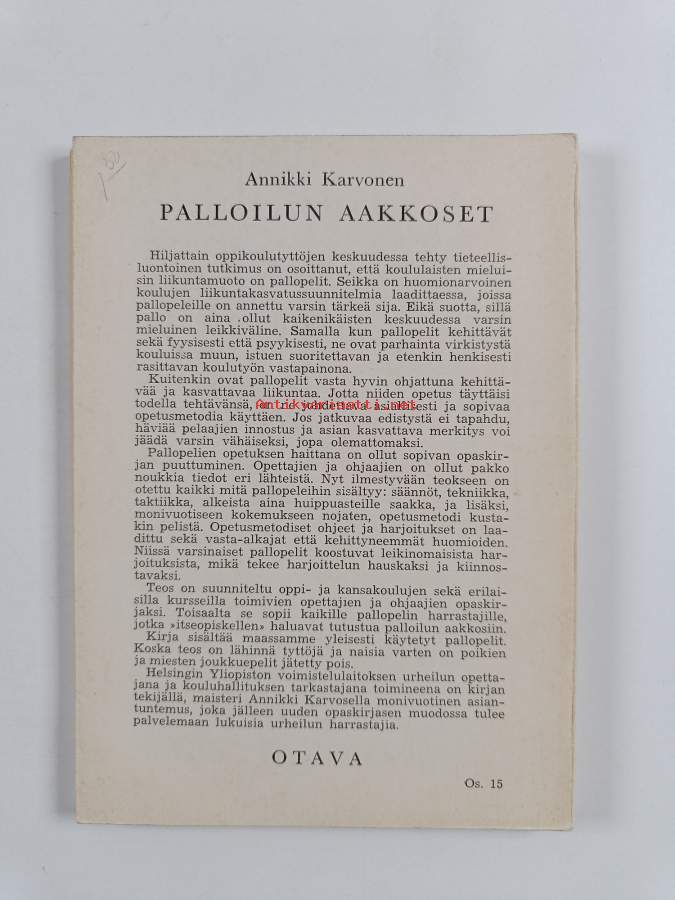 1 80
Annikki Karvonen
PALLOILUN AAKKOSET
Hiljattain oppikoulutyttöjen keskuudessa tehty tieteellis-
luontoinen tutkimus on osoittanut, että koululaisten mielui-
sin liikuntamuoto on pallopelit. Seikka on huomionarvoinen
koulujen liikuntakasvatussuunnitelmia laadittaessa, joissa
pallopeleille on annettu varsin tärkeä sija. Eikä suotta, sillä
pallo on aina ollut kaikenikäisten keskuudessa varsin
mieluinen leikkiväline. Samalla kun pallopelit kehittävät
sekä fyysisesti että psyykisesti, ne ovat parhainta virkistystä
kouluissa muun, istuen suoritettavan ja etenkin henkisesti
rasittavan koulutyön vastapainona.
Kuitenkin ovat pallopelit vasta hyvin ohjattuna kehittä-
vää ja kasvattavaa liikuntaa. Jotta niiden opetus täyttäisi
todella tehtävänsä, on ne johdettava asiallisesti ja sopivaa
Antikvariaatti.net
opetusmetodia käyttäen. Jos jatkuvaa edistystä ei tapahdu,
häviää pelaajien innostus ja asian kasvattava merkitys voi
jäädä varsin vähäiseksi, jopa olemattomaksi.
Pallopelien opetuksen haittana on ollut sopivan opaskir-
jan puuttuminen. Opettajien ja ohjaajien on ollut pakko
noukkia tiedot eri lähteistä. Nyt ilmestyvään teokseen on
otettu kaikki mitä pallopeleihin sisältyy: säännöt, tekniikka,
taktiikka, alkeista aina huippuasteille saakka, ja lisäksi,
monivuotiseen kokemukseen nojaten, opetusmetodi kusta-
kin pelistä. Opetusmetodiset ohjeet ja harjoitukset on laa-
dittu sekä vasta-alkajat että kehittyneemmät huomioiden.
Niissä varsinaiset pallopelit koostuvat leikinomaisista har-
joituksista, mikä tekee harjoittelun hauskaksi ja kiinnos-
tavaksi.
Teos on suunniteltu oppi- ja kansakoulujen sekä erilai-
silla kursseilla toimivien opettajien ja ohjaajien opaskir-
jaksi. Toisaalta se sopii kaikille pallopelin harrastajille,
jotka »itseopiskellen» haluavat tutustua palloilun aakkosiin.
Kirja sisältää maassamme yleisesti käytetyt pallopelit.
Koska teos on lähinnä tyttöjä ja naisia varten on poikien
ja miesten joukkuepelit jätetty pois.
Helsingin Yliopiston voimistelulaitoksen urheilun opetta-
jana ja kouluhallituksen tarkastajana toimineena on kirjan
tekijällä, maisteri Annikki Karvosella monivuotinen asian-
tuntemus, joka jälleen uuden opaskirjasen muodossa tulee
palvelemaan lukuisia urheilun harrastajia.
OTAVA
Os. 15